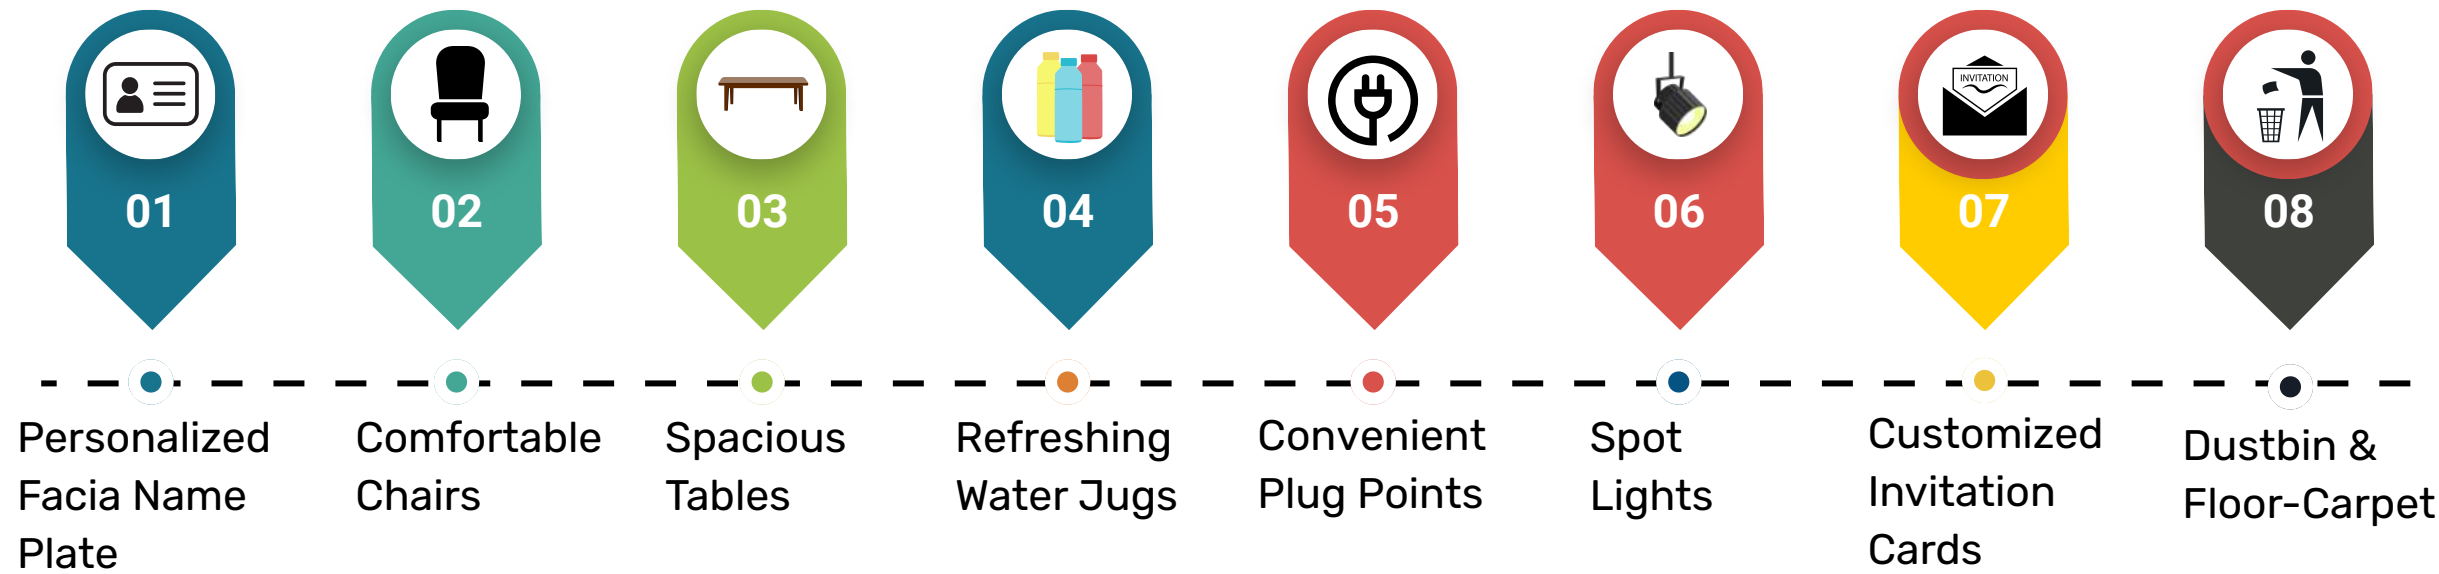 INVITATION
01
02
03
04
05
06
07
08
Personalized
Facia Name
Plate
Comfortable
Chairs
Spacious
Tables
Refreshing
Water Jugs
Convenient
Plug Points
Spot
Lights
Customized
Invitation
Cards
Dustbin &
Floor-Carpet